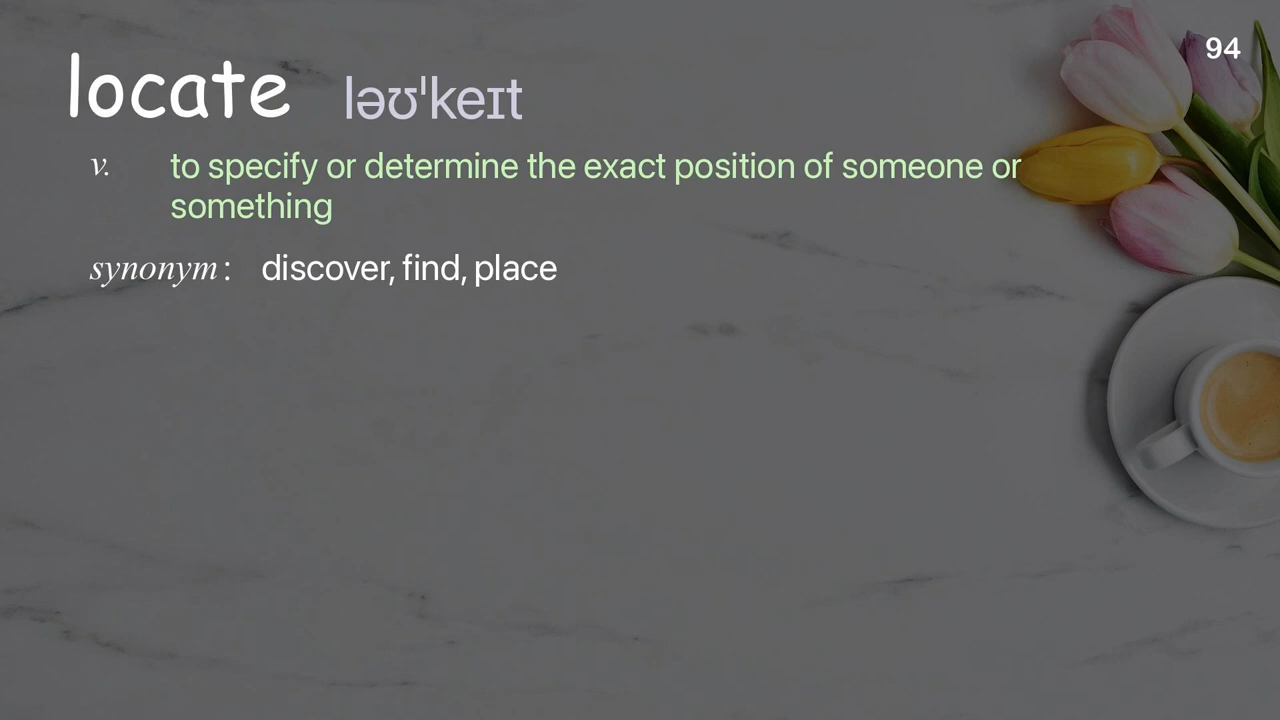 94
locate ləʊˈkeɪt
v. to specify or determine the exact position of someone or
something
synonym : discover, find, place